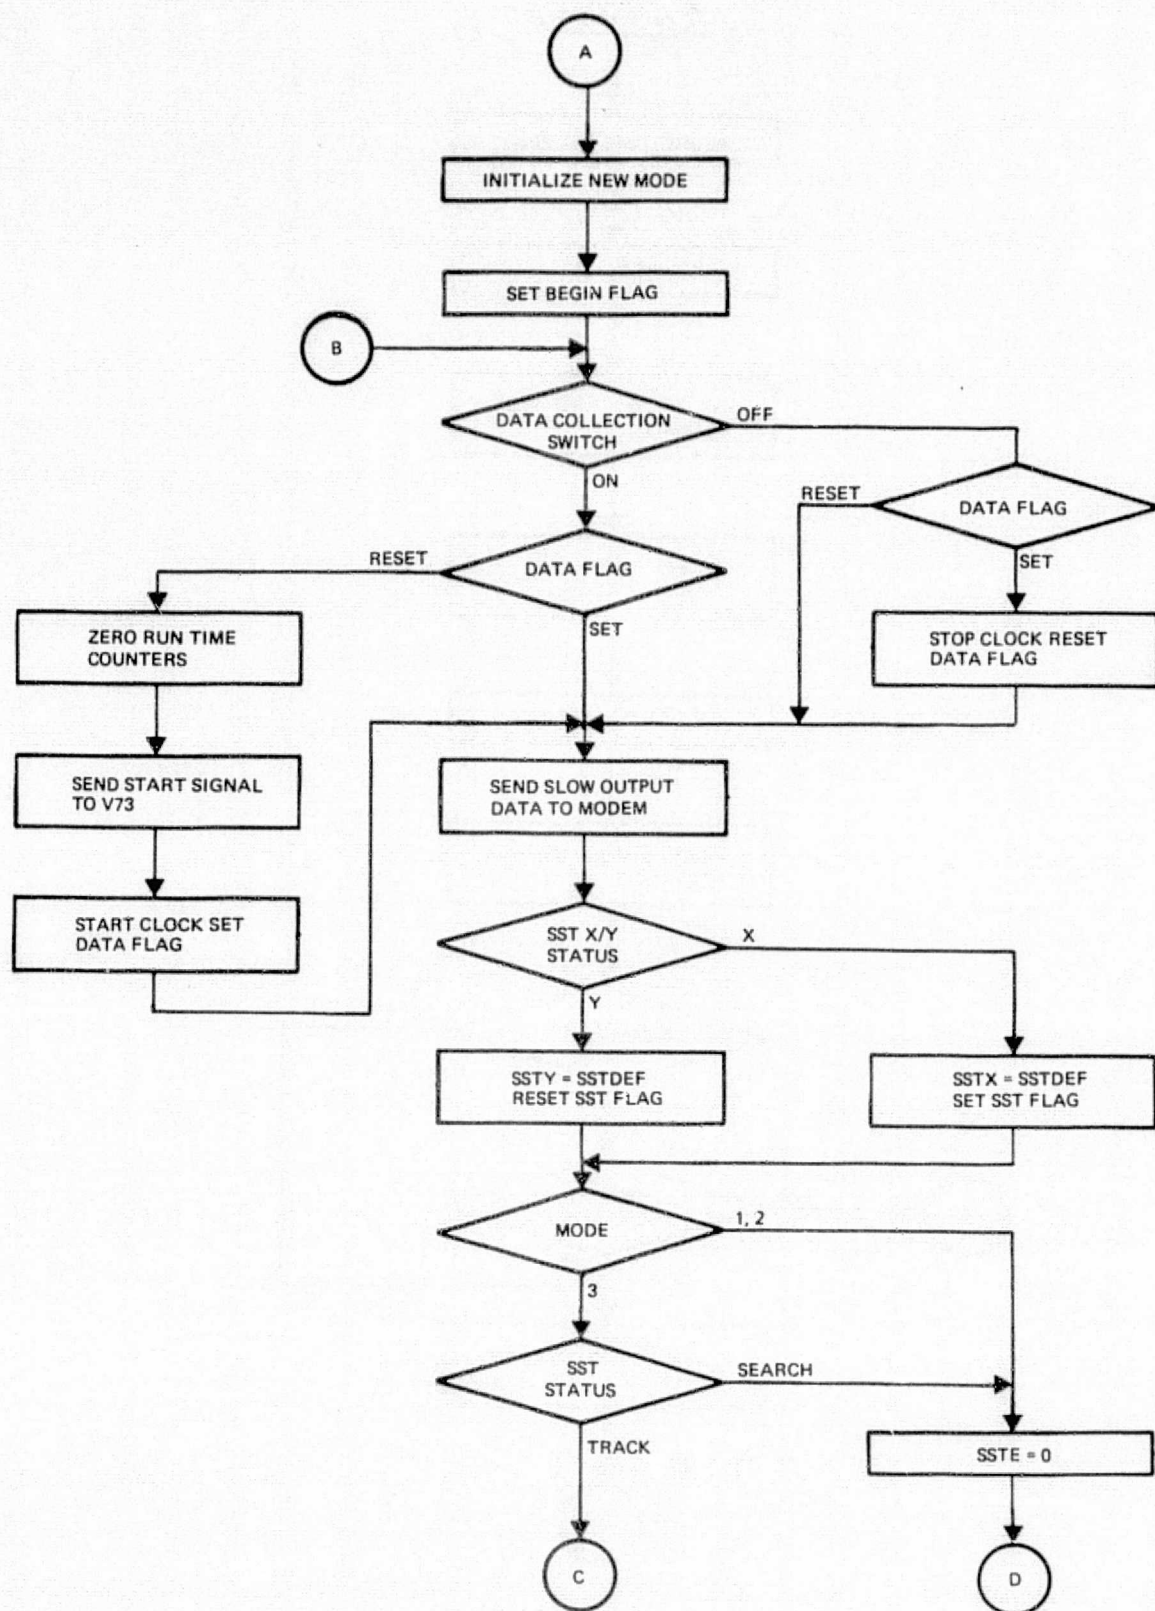 A
INITIALIZE NEW MODE
SET BEGIN FLAG
B
DATA COLLECTION
SWITCH
OFF
ON
RESET
DATA FLAG
SET
RESET
DATA FLAG
SET
ZERO RUN TIME
COUNTERS
STOP CLOCK RESET
DATA FLAG
SEND START SIGNAL
TO V73
SEND SLOW OUTPUT
DATA TO MODEM
START CLOCK SET
DATA FLAG
SST X/Y
STATUS
X
Y
SSTY = SSTDEF
RESET SST FLAG
SSTX = SSTDEF
SET SST FLAG
MODE
1, 2
3
SST
STATUS
SEARCH
TRACK
SSTE = 0
C
D